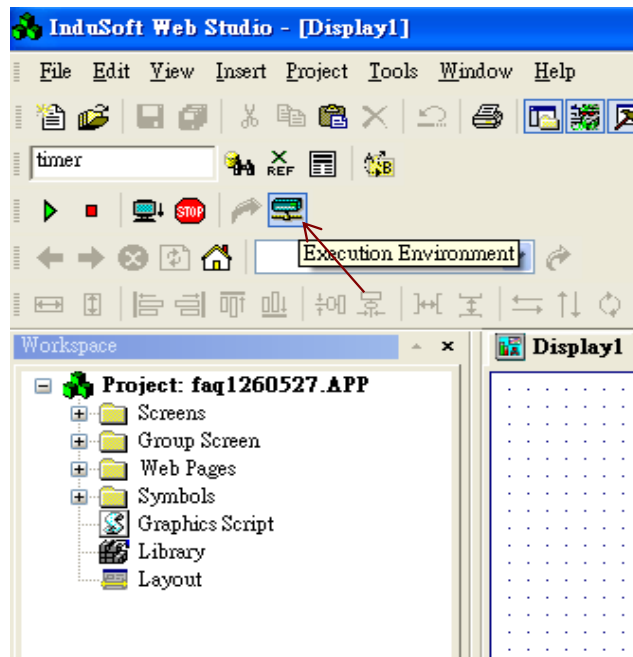 InduSoft Web Studio - [Display1]
File Edit View Insert Project Tools Window Help
timer
REF
B
STOP
Execution Environment
Workspace
Display1
Project: faq1260527.APP
Screens
Group Screen
Web Pages
Symbols
Graphics Script
Library
Layout